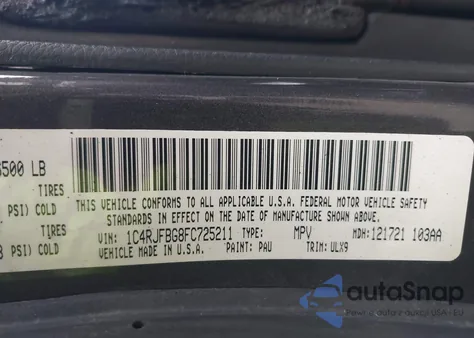 6500 LB
TIRES
PSI) COLD
TIRES
PSI) COLD
THIS VEHICLE CONFORMS TO ALL APPLICABLE U.S.A. FEDERAL MOTOR VEHICLE SAFETY
STANDARDS IN EFFECT ON THE DATE OF MANUFACTURE SHOWN ABOVE.
VIN: 1C4RJFBG8FC725211 TYPE: MPV MDH: 121721 103AA
VEHICLE MADE IN U.S.A. PAINT: PAU TRIM: ULX9
autoSnap